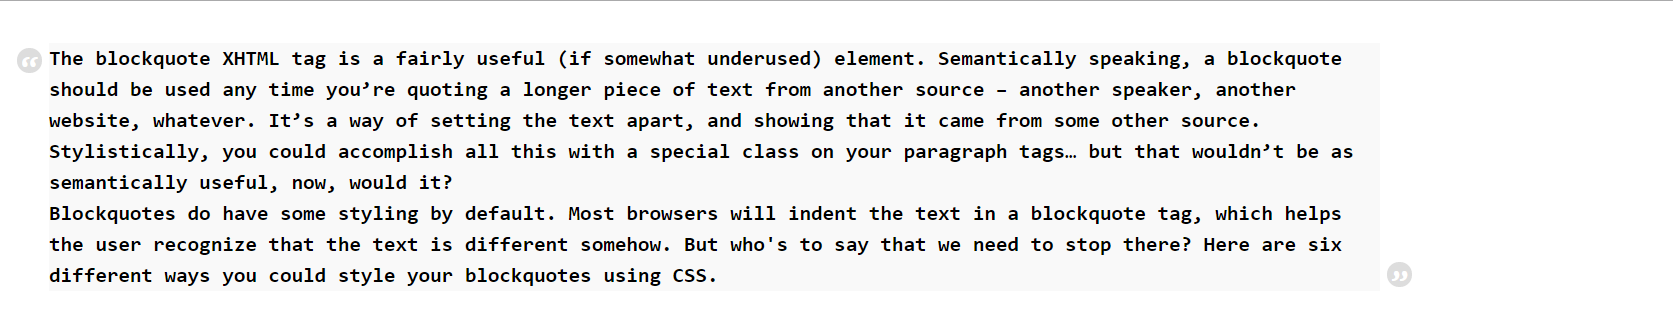 “ The blockquote XHTML tag is a fairly useful (if somewhat underused) element. Semantically speaking, a blockquote
should be used any time you’re quoting a longer piece of text from another source – another speaker, another
website, whatever. It’s a way of setting the text apart, and showing that it came from some other source.
Stylistically, you could accomplish all this with a special class on your paragraph tags… but that wouldn’t be as
semantically useful, now, would it?
Blockquotes do have some styling by default. Most browsers will indent the text in a blockquote tag, which helps
the user recognize that the text is different somehow. But who's to say that we need to stop there? Here are six
different ways you could style your blockquotes using CSS. ”